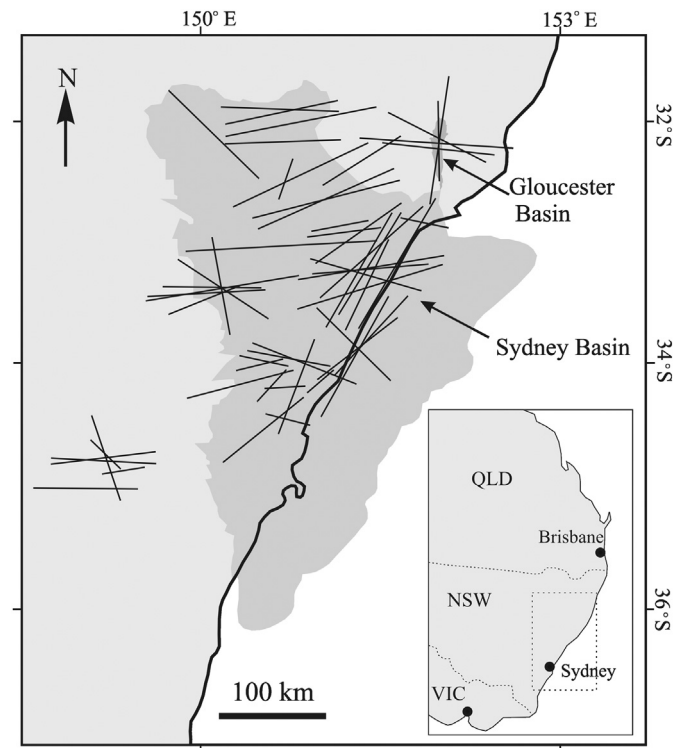 150° E
153° E
N
32°S
Gloucester
Basin
Sydney Basin
34°S
QLD
Brisbane
NSW
36°S
Sydney
VIC
100 km